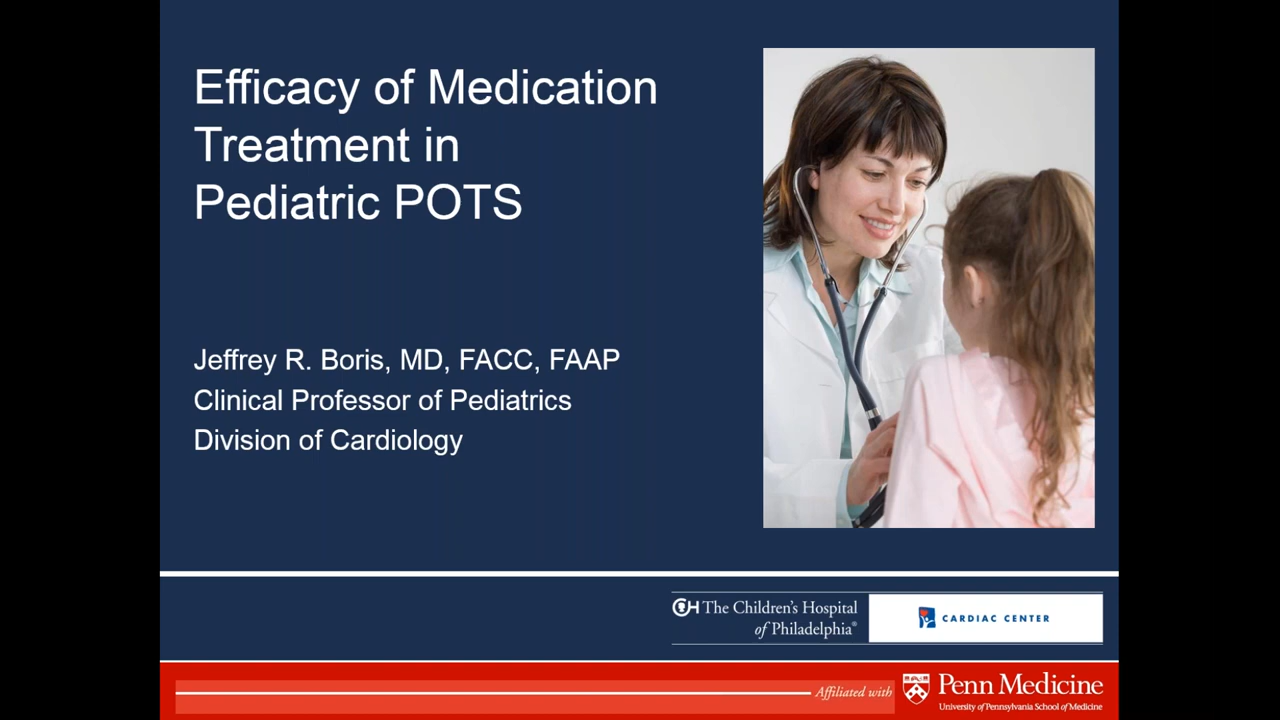 Efficacy of Medication
Treatment in
Pediatric POTS
Jeffrey R. Boris, MD, FACC, FAAP
Clinical Professor of Pediatrics
Division of Cardiology
CH The Children's Hospital
of Philadelphia®
CARDIAC CENTER
Affiliated with
Penn Medicine
University of Pennsylvania School of Medicine